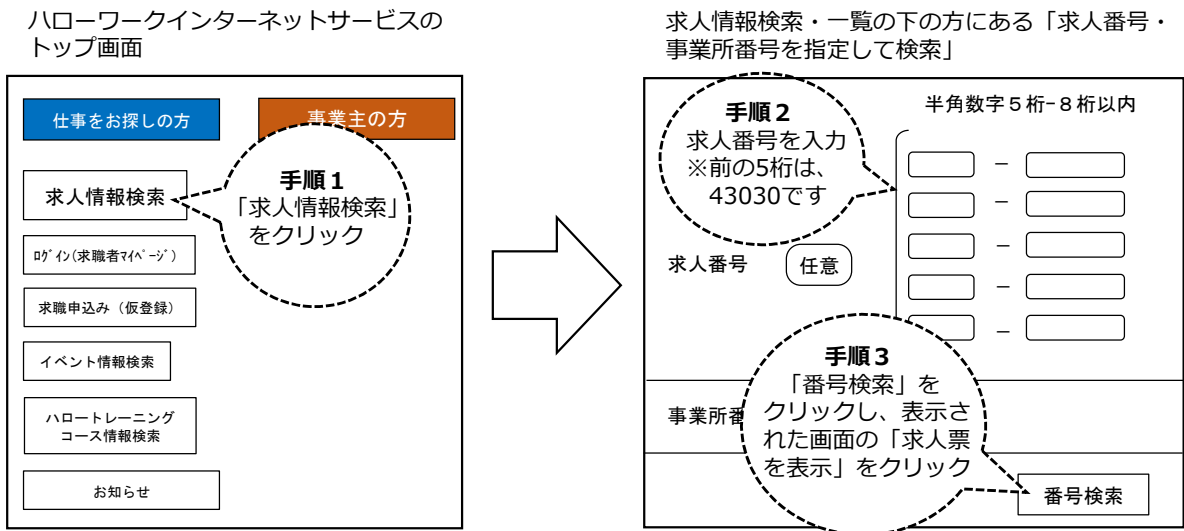 ハローワークインターネットサービスの
トップ画面
仕事をお探しの方
事業主の方
求人情報検索
手順１
「求人情報検索」
をクリック
ﾛｸﾞｲﾝ(求職者ﾏｲﾍﾟｰｼﾞ)
求職申込み（仮登録）
イベント情報検索
ハロートレーニング
コース情報検索
お知らせ
求人情報検索・一覧の下の方にある「求人番号・
事業所番号を指定して検索」
半角数字５桁-８桁以内
手順２
求人番号を入力
※前の5桁は、
43030です
－
－
－
－
－
求人番号
任意
手順３
「番号検索」を
クリックし、表示さ
れた画面の「求人票
を表示」をクリック
事業所番
番号検索